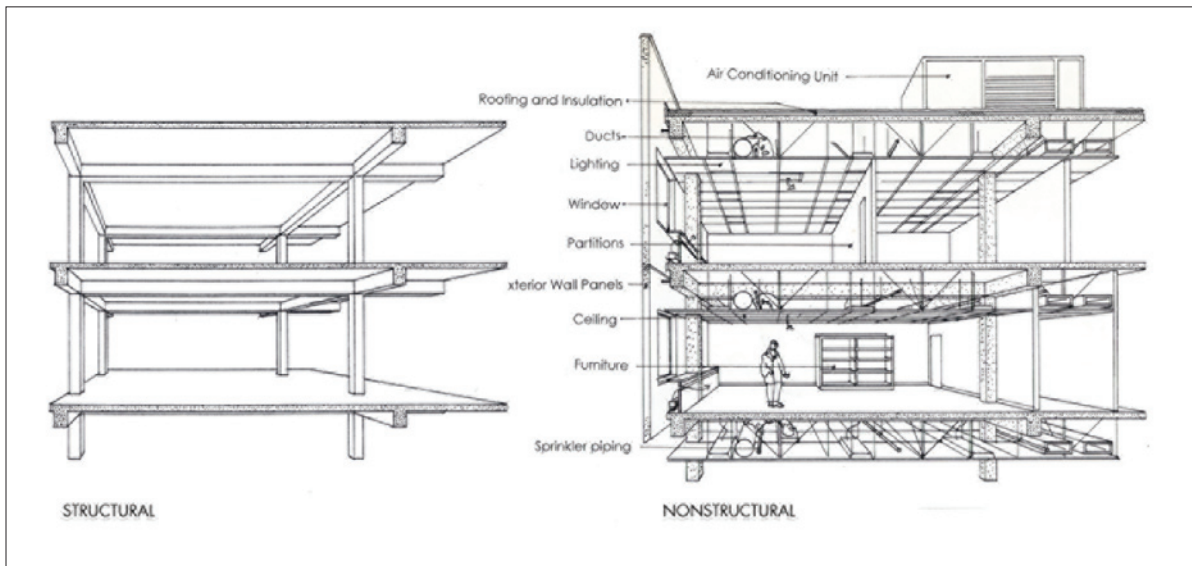 Air Conditioning Unit
Roofing and Insulation
Ducts
Lighting
Window
Partitions
xterior Wall Panels
Ceiling
Furniture
Sprinkler piping
STRUCTURAL
NONSTRUCTURAL